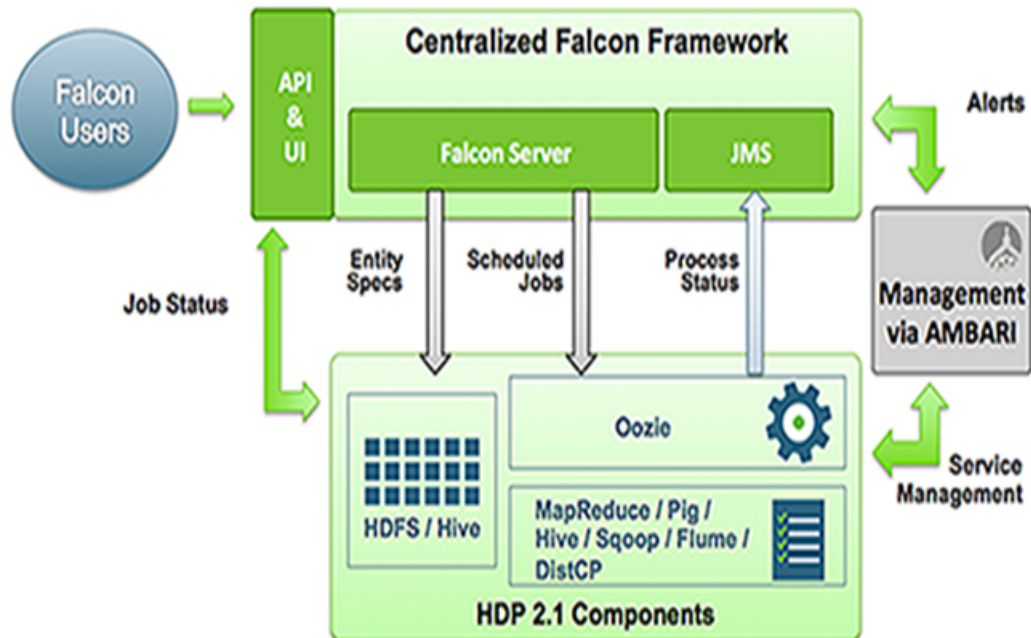 Centralized Falcon Framework
Falcon
Users
API
&
UI
Falcon Server
JMS
Alerts
Entity
Specs
Scheduled
Jobs
Process
Status
Job Status
Management
via AMBARI
Oozie
HDFS / Hive
MapReduce / Pig /
Hive / Sqoop / Flume /
DistCP
Service
Management
HDP 2.1 Components